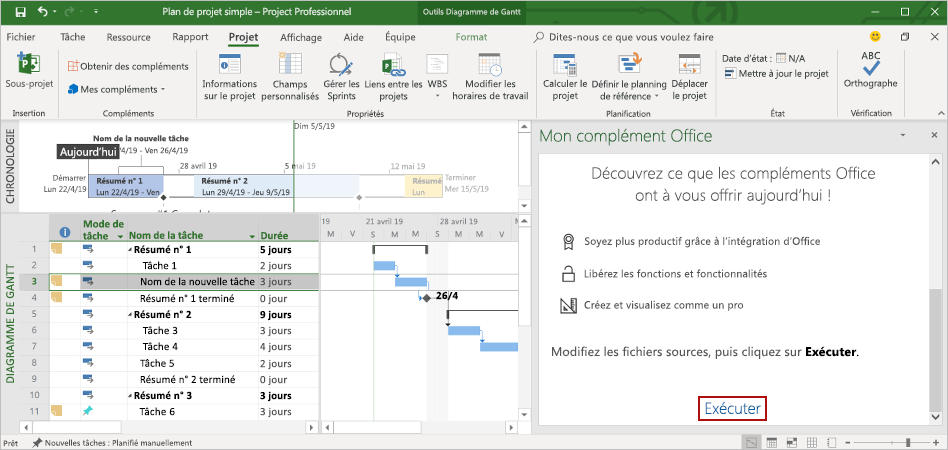 Plan de projet simple – Project Professionnel
Outils Diagramme de Gantt
Fichier Tâche Ressource Rapport Projet Affichage Aide Équipe Format Dites-nous ce que vous voulez faire
Sous-projet
Insertion
Obtenir des compléments
Mes compléments
Compléments
Informations sur le projet
Champs personnalisés
Gérer les Sprints
Liens entre les projets
WBS
Modifier les horaires de travail
Propriétés
Calculer le projet
Définir le planning de référence
Déplacer le projet
Planification
Date d'état : N/A
Mettre à jour le projet
État
ABC
Orthographe
Vérification
CHRONOLOGIE
Dim 5/5/19
Nom de la nouvelle tâche
4/19 - Ven 26/4/19
Aujourd'hui
28 avril 19
5 mai 19
12 mai 19
Démarrer
Lun 22/4/19
Résumé n° 1
Lun 22/4/19 - Ven
Résumé n° 2
Lun 29/4/19 - Jeu 9/5/19
Résumé
Lun
Terminer
Mer 15/5/19
DIAGRAMME DE GANTT
Mode de tâche Nom de la tâche Durée
1 Résumé n° 1 5 jours
2 Tâche 1 2 jours
3 Nom de la nouvelle tâche 3 jours
4 Résumé n° 1 terminé 0 jour
5 Résumé n° 2 9 jours
6 Tâche 3 3 jours
7 Tâche 4 4 jours
8 Tâche 5 2 jours
9 Résumé n° 2 terminé 0 jour
10 Résumé n° 3 3 jours
11 Tâche 6 3 jours
19 21 avril 19 28 avril 19
M V D M J S L M V
26/4
Mon complément Office
Découvrez ce que les compléments Office
ont à vous offrir aujourd'hui !
Soyez plus productif grâce à l'intégration d'Office
Libérez les fonctions et fonctionnalités
Créez et visualisez comme un pro
Modifiez les fichiers sources, puis cliquez sur Exécuter.
Exécuter
Prêt
Nouvelles tâches : Planifié manuellement